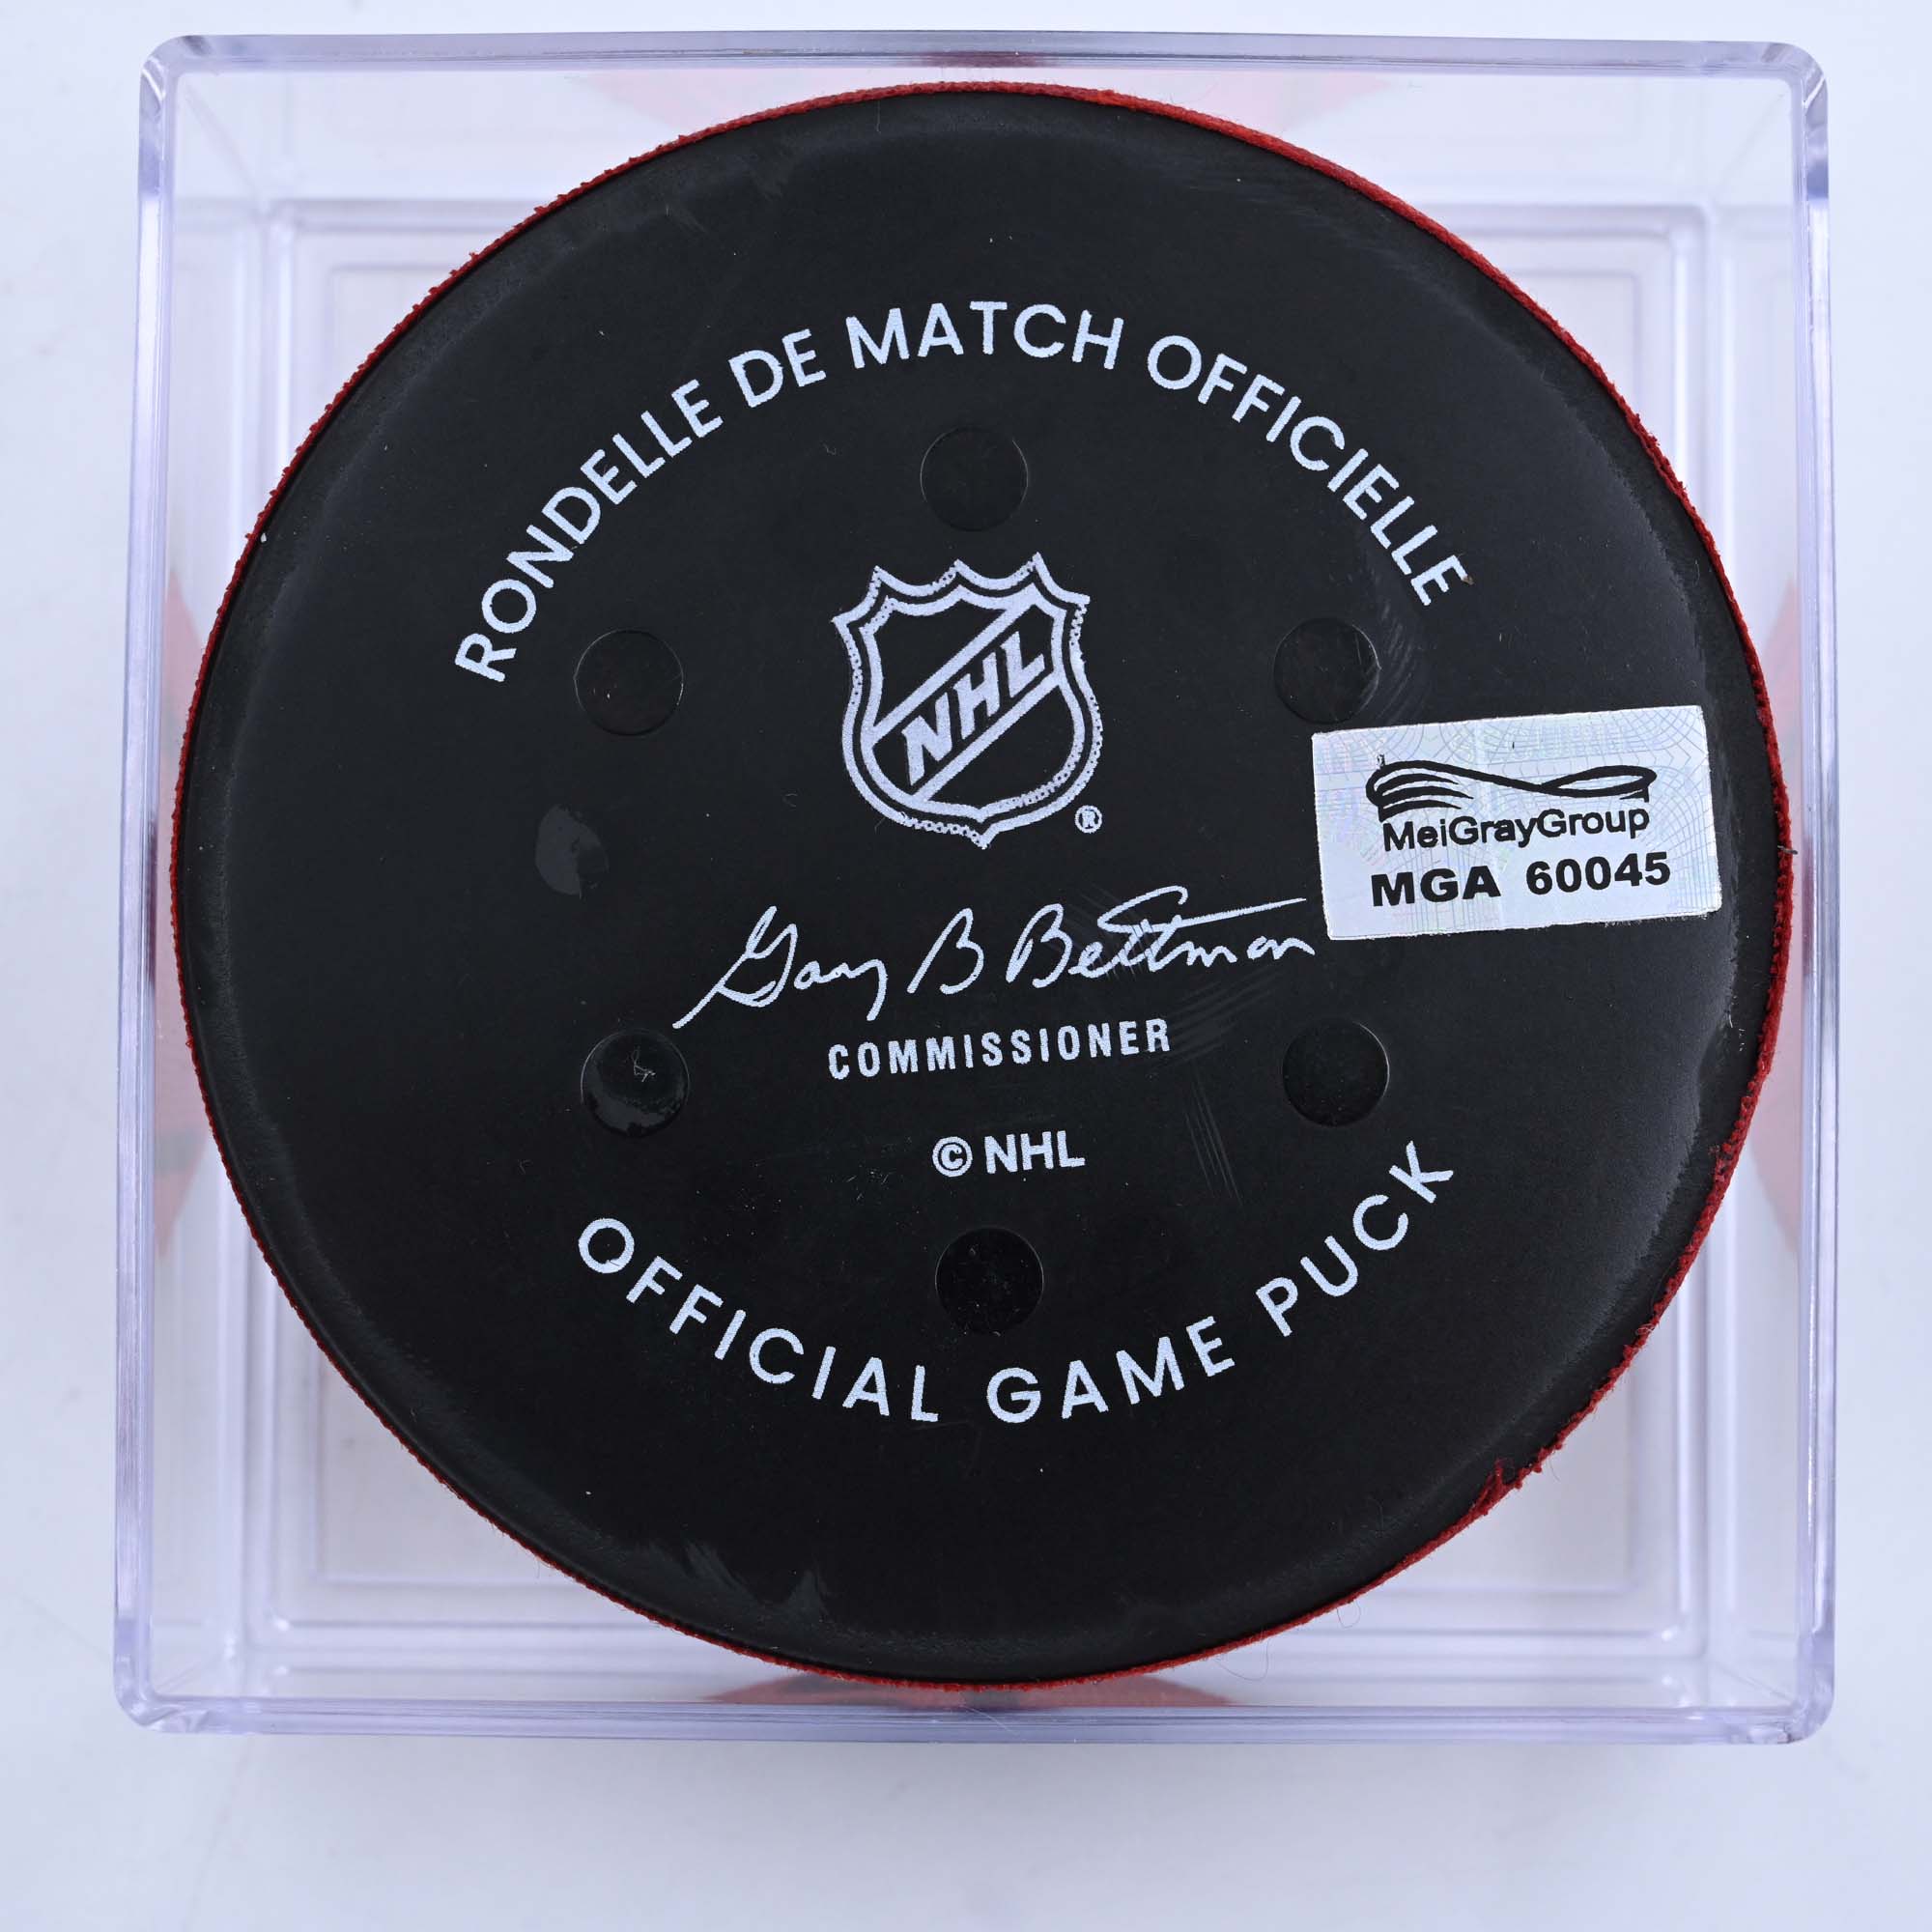 RONDELLE DE MATCH OFFICIELLE
NHL
®
MeiGrayGroup
MGA 60045
Gary B Bettman
COMMISSIONER
© NHL
OFFICIAL GAME PUCK